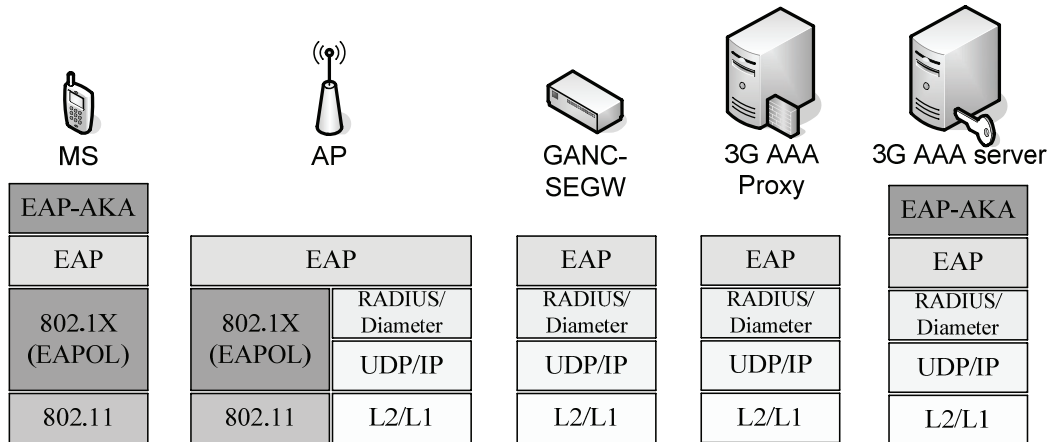 MS
AP
GANC-
SEGW
3G AAA
Proxy
3G AAA server
EAP-AKA
EAP-AKA
EAP
EAP
EAP
EAP
EAP
802.1X
(EAPOL)
802.1X
(EAPOL)
RADIUS/
Diameter
RADIUS/
Diameter
RADIUS/
Diameter
RADIUS/
Diameter
UDP/IP
UDP/IP
UDP/IP
UDP/IP
802.11
802.11
L2/L1
L2/L1
L2/L1
L2/L1